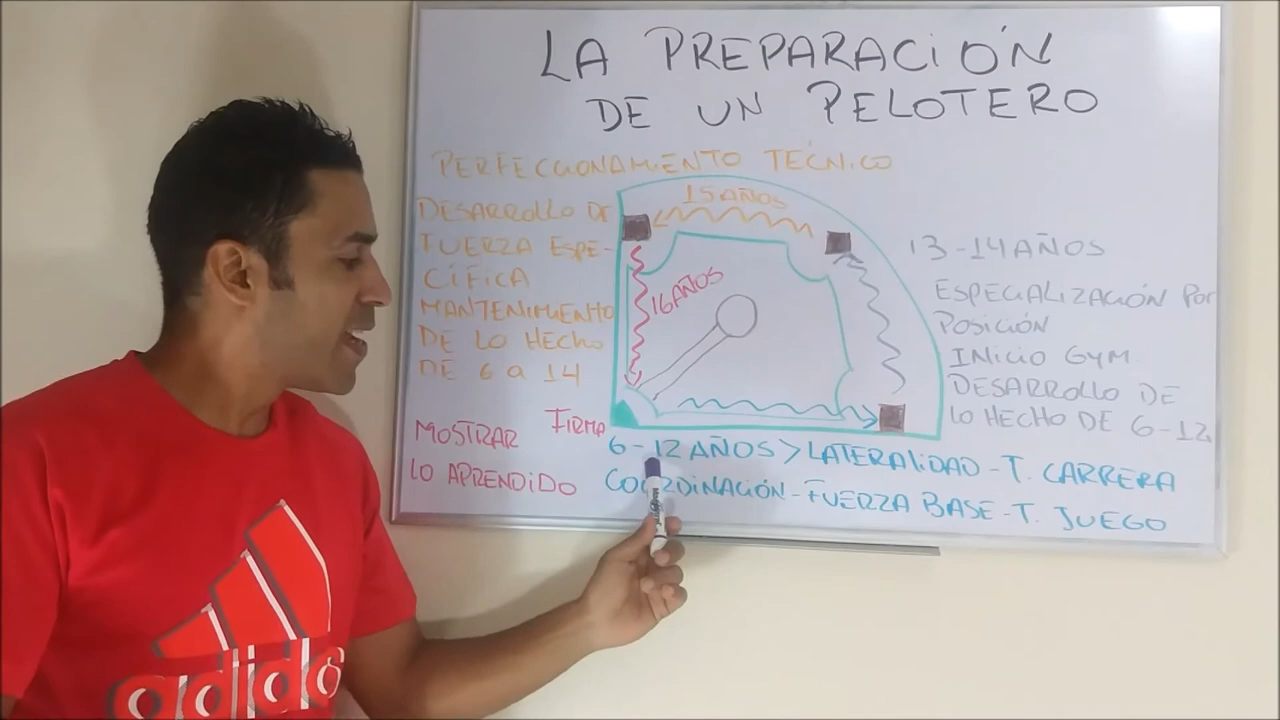 LA PREPARACIÓN
DE UN PELOTERO
PERFECCIONAMIENTO TECNICO
DESARROLLO DE
FUERZA ESPE-
CÍFICA
MANTENIMIENTO
DE LO HECHO
DE 6 a 14
15 AÑOS
16 AÑOS
13-14 AÑOS
ESPECIALIZACIÓN POR
POSICIÓN
INICIO GYM
DESARROLLO DE
LO HECHO DE 6-12
MOSTRAR
LO APRENDIDO
FIRMA
6-12 AÑOS > LATERALIDAD - T. CARRERA
COORDINACIÓN - FUERZA BASE - T. JUEGO
adidas